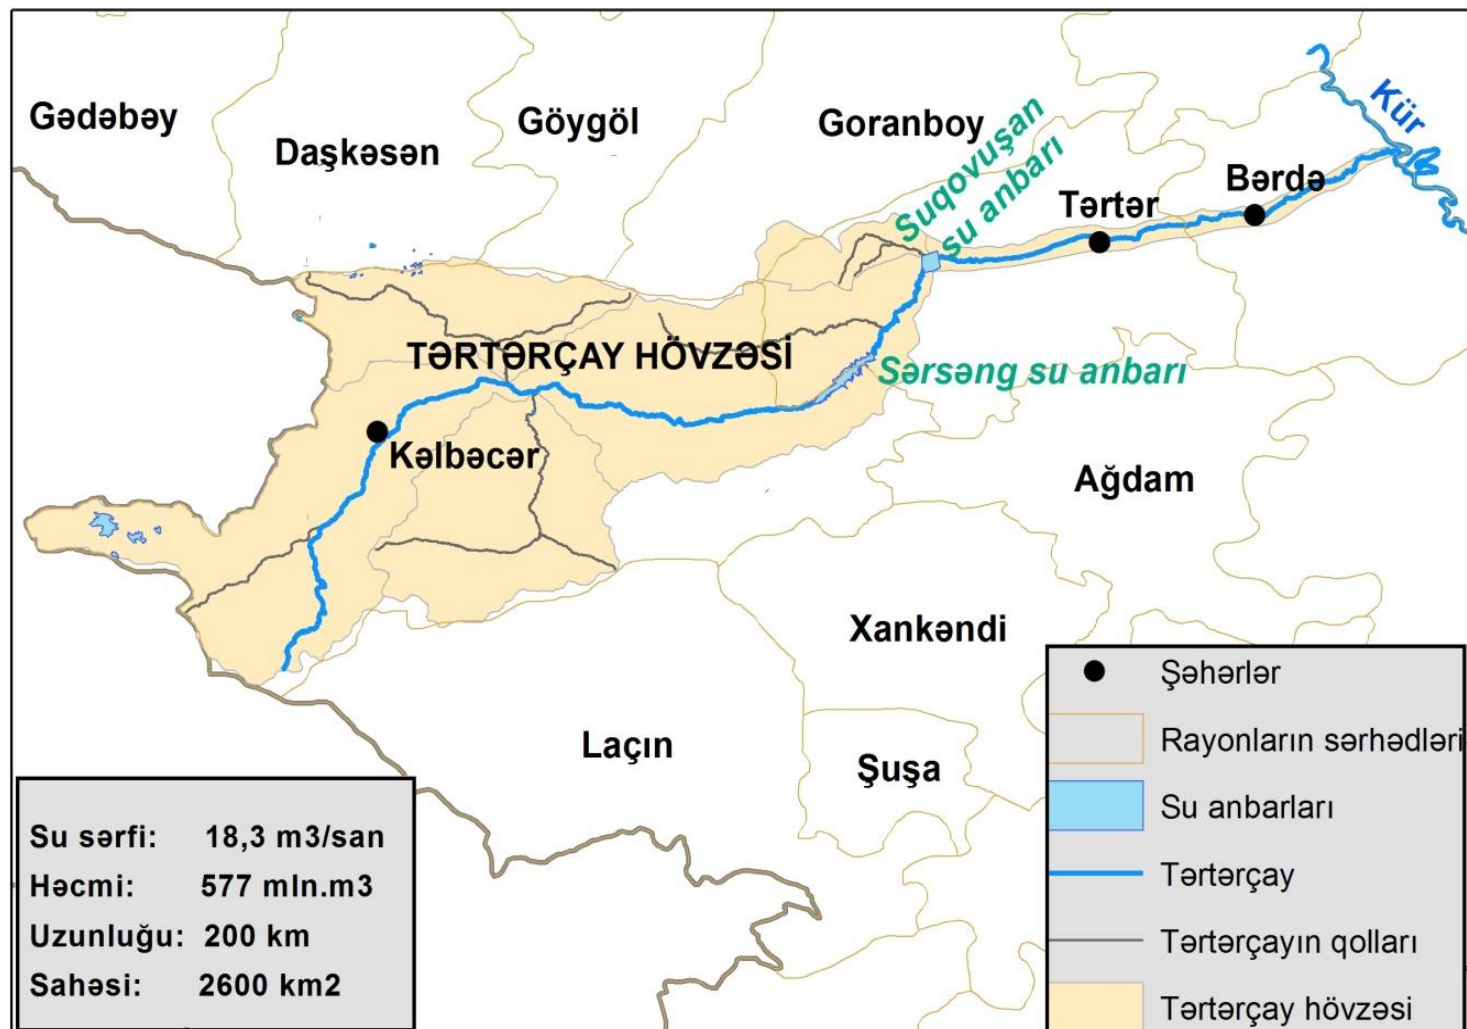 Gədəbəy
Daşkəsən
Göygöl
Goranboy
Suqovuşan
su anbarı
Kür
Tərtər
Bərdə
TƏRTƏRÇAY HÖVZƏSİ
Sərsəng su anbarı
Kəlbəcər
Ağdam
Xankəndi
Laçın
Şuşa
Su sərfi: 18,3 m3/san
Həcmi: 577 mln.m3
Uzunluğu: 200 km
Sahəsi: 2600 km2
Şəhərlər
Rayonların sərhədləri
Su anbarları
Tərtərçay
Tərtərçayın qolları
Tərtərçay hövzəsi